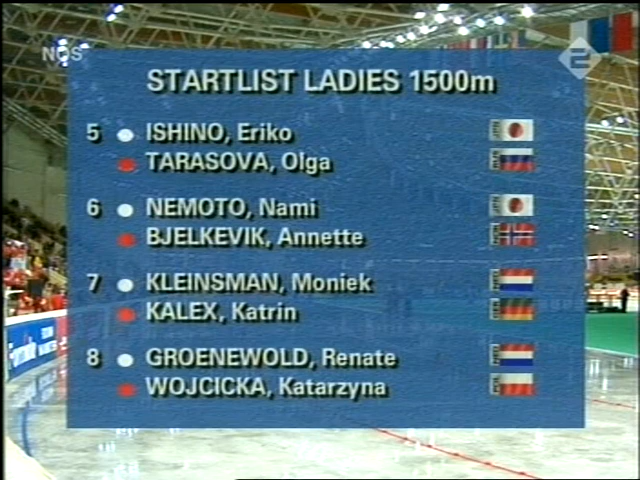 NOS
2
STARTLIST LADIES 1500m
5 ISHINO, Eriko
TARASOVA, Olga
6 NEMOTO, Nami
BJELKEVIK, Annette
7 KLEINSMAN, Moniek
KALEX, Katrin
8 GROENEWOLD, Renate
WOJCICKA, Katarzyna